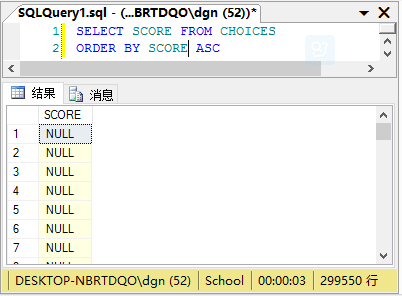 SQLQuery1.sql - (...BRTDQO\dgn (52))*
1 SELECT SCORE FROM CHOICES
2 ORDER BY SCORE ASC
结果 消息
SCORE
1 NULL
2 NULL
3 NULL
4 NULL
5 NULL
6 NULL
7 NULL
DESKTOP-NBRTDQO\dgn (52) School 00:00:03 299550 行